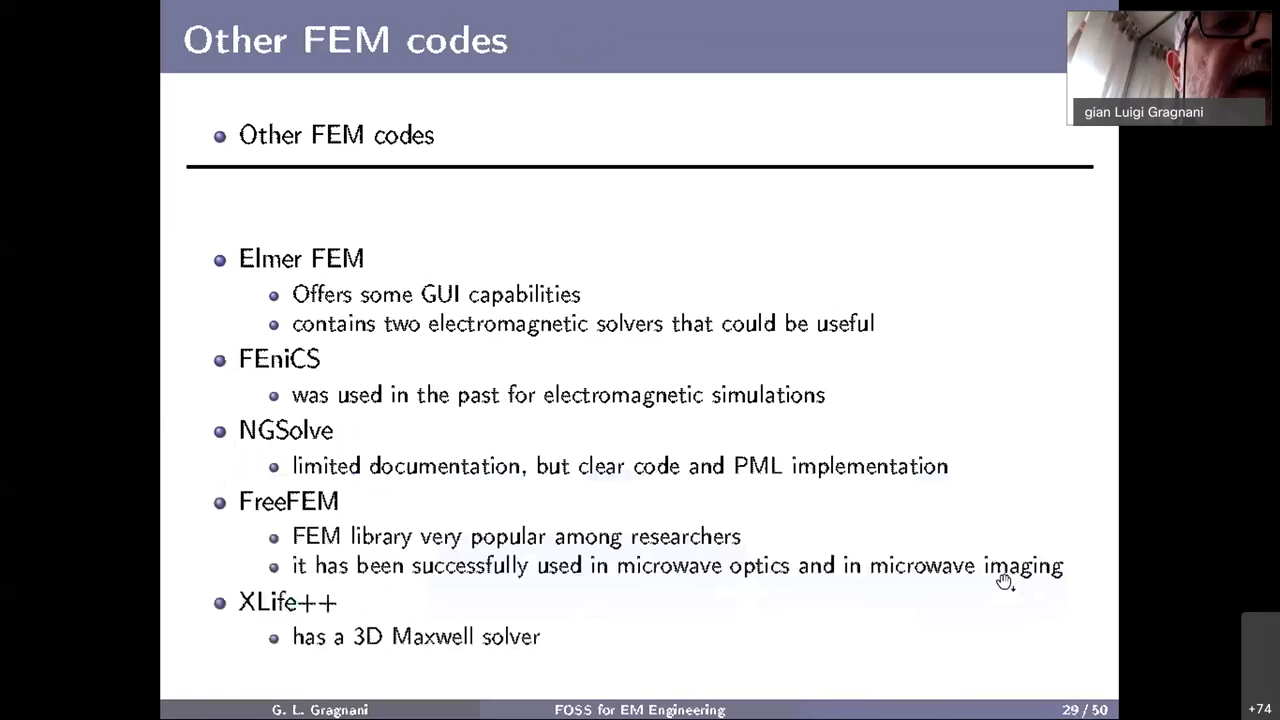 Other FEM codes
gian Luigi Gragnani
Other FEM codes
Elmer FEM
Offers some GUI capabilities
contains two electromagnetic solvers that could be useful
FEniCS
was used in the past for electromagnetic simulations
NGSolve
limited documentation, but clear code and PML implementation
FreeFEM
FEM library very popular among researchers
it has been successfully used in microwave optics and in microwave imaging
XLife++
has a 3D Maxwell solver
G. L. Gragnani FOSS for EM Engineering 29 / 50
+74